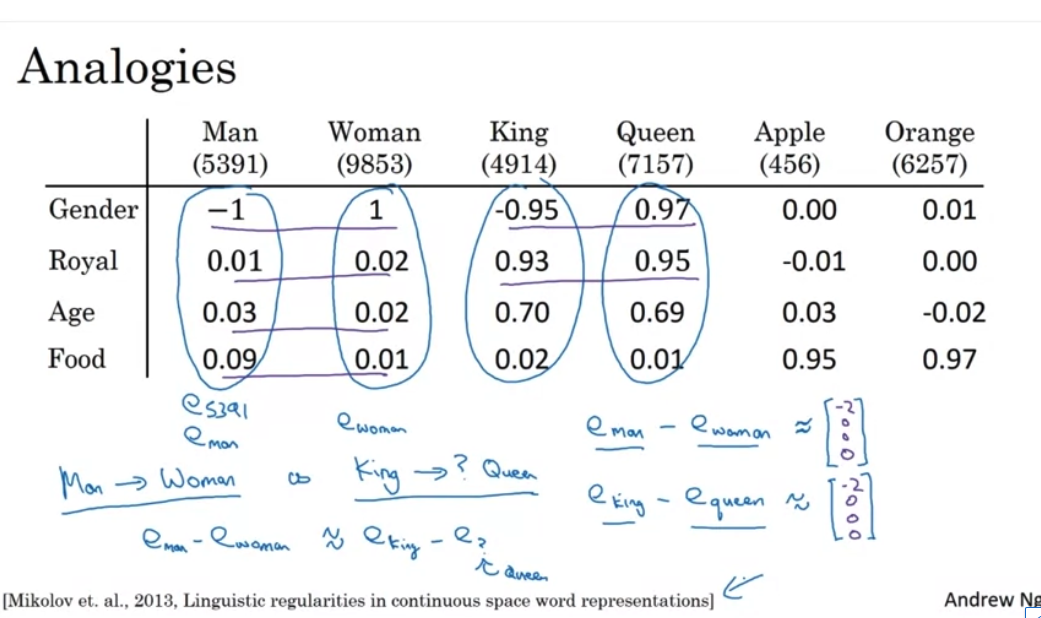 Analogies
Man Woman King Queen Apple Orange
(5391) (9853) (4914) (7157) (456) (6257)
Gender −1 1 -0.95 0.97 0.00 0.01
Royal 0.01 0.02 0.93 0.95 -0.01 0.00
Age 0.03 0.02 0.70 0.69 0.03 -0.02
Food 0.09 0.01 0.02 0.01 0.95 0.97
e5391
eman
ewoman
eman - ewoman ≈ [-2 0 0 0]
Man → Woman as King → ? Queen
eking - equeen ≈ [-2 0 0 0]
eman - ewoman ≈ eking - e?
↑ Queen
[Mikolov et. al., 2013, Linguistic regularities in continuous space word representations]
Andrew Ng